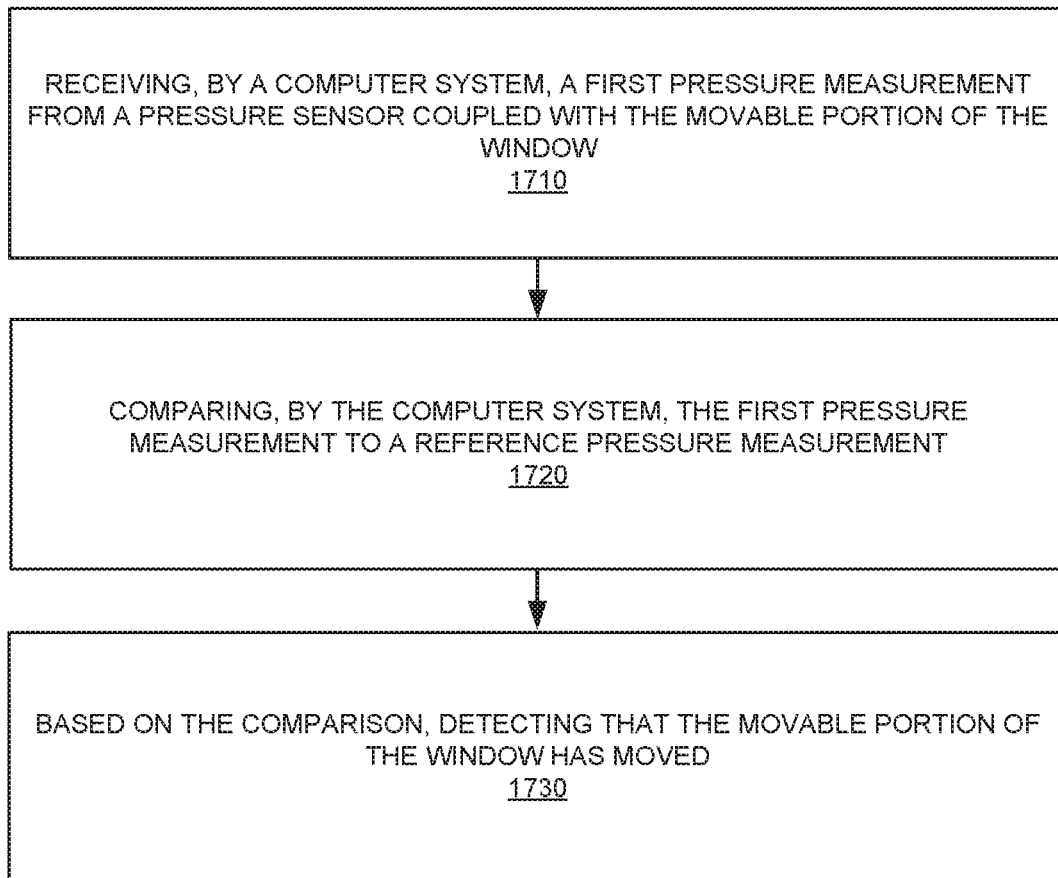 RECEIVING, BY A COMPUTER SYSTEM, A FIRST PRESSURE MEASUREMENT
FROM A PRESSURE SENSOR COUPLED WITH THE MOVABLE PORTION OF THE
WINDOW
1710
COMPARING, BY THE COMPUTER SYSTEM, THE FIRST PRESSURE
MEASUREMENT TO A REFERENCE PRESSURE MEASUREMENT
1720
BASED ON THE COMPARISON, DETECTING THAT THE MOVABLE PORTION OF
THE WINDOW HAS MOVED
1730